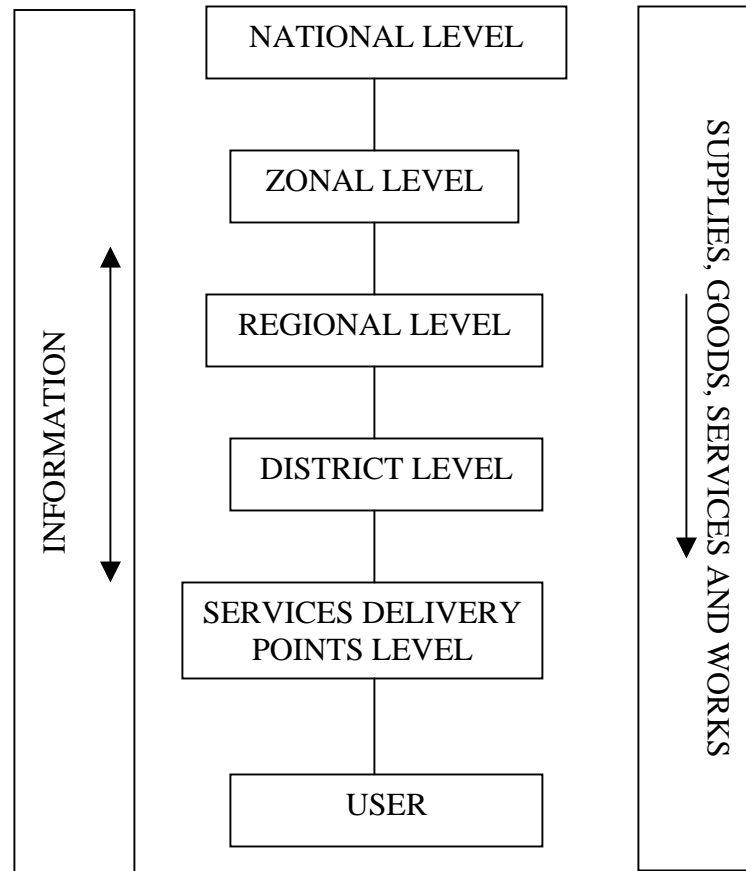 NATIONAL LEVEL
ZONAL LEVEL
REGIONAL LEVEL
DISTRICT LEVEL
SERVICES DELIVERY
POINTS LEVEL
USER
INFORMATION
SUPPLIES, GOODS, SERVICES AND WORKS